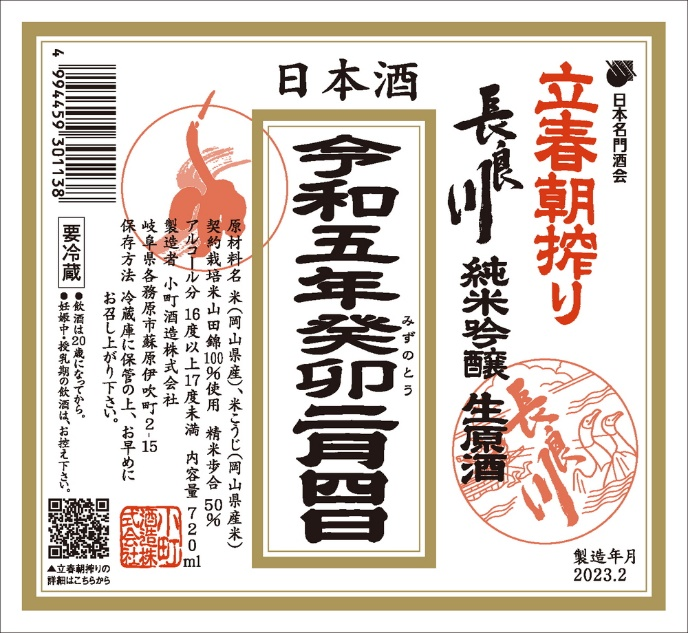 日本名門酒会
立春朝搾り
長良川
純米吟醸 生原酒
長良川
製造年月
2023.2
日本酒
令和五年癸卯二月四日
みずのとう
原材料名 米(岡山県産)、米こうじ(岡山県産米)
契約栽培米山田錦100%使用 精米歩合 50%
アルコール分 16度以上17度未満 内容量 720ml
製造者 小町酒造株式会社
岐阜県各務原市蘇原伊吹町2-15
保存方法 冷蔵庫に保管の上、お早めに
お召し上がり下さい。
小町
酒造株
式会社
要冷蔵
●飲酒は20歳になってから。
●妊娠中・授乳期の飲酒は、お控え下さい。
4 994459 301138
▲立春朝搾りの
詳細はこちらから